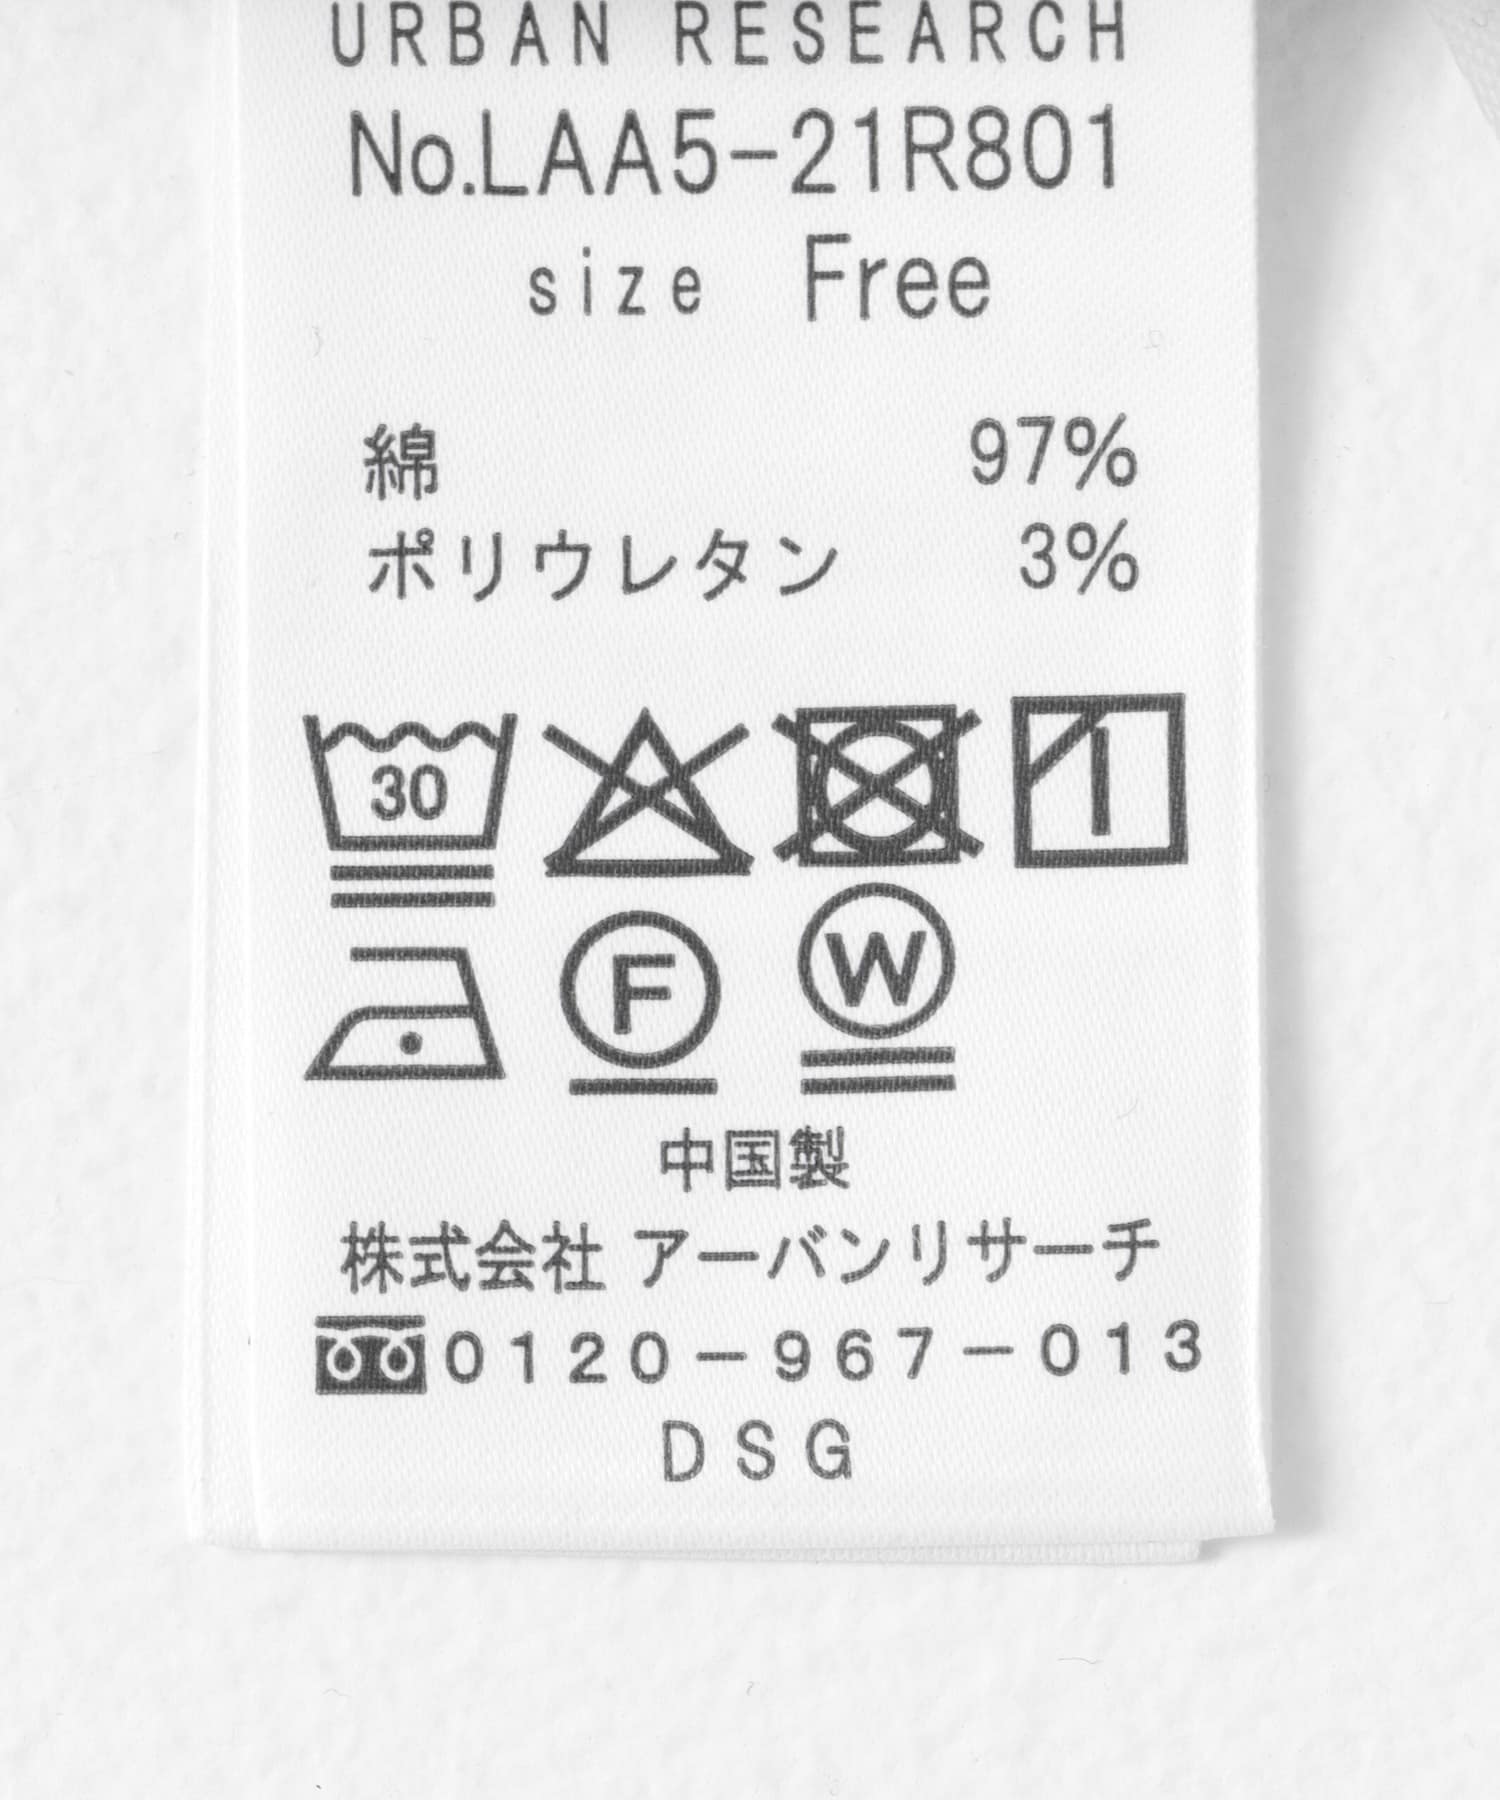 URBAN RESEARCH
No.LAA5-21R801
size Free
綿 97%
ポリウレタン 3%
30
F W
中国製
株式会社 アーバンリサーチ
0120-967-013
DSG